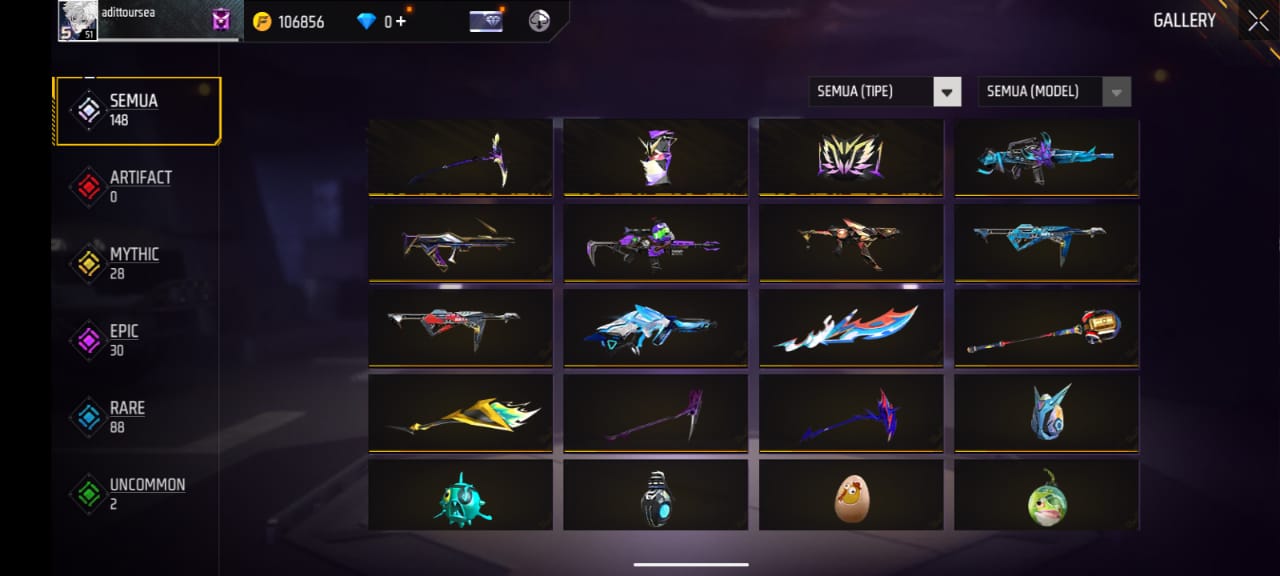 adittoursea
5
51
106856
0 +
GALLERY
SEMUA
148
SEMUA (TIPE)
SEMUA (MODEL)
ARTIFACT
0
MYTHIC
28
EPIC
30
RARE
88
UNCOMMON
2